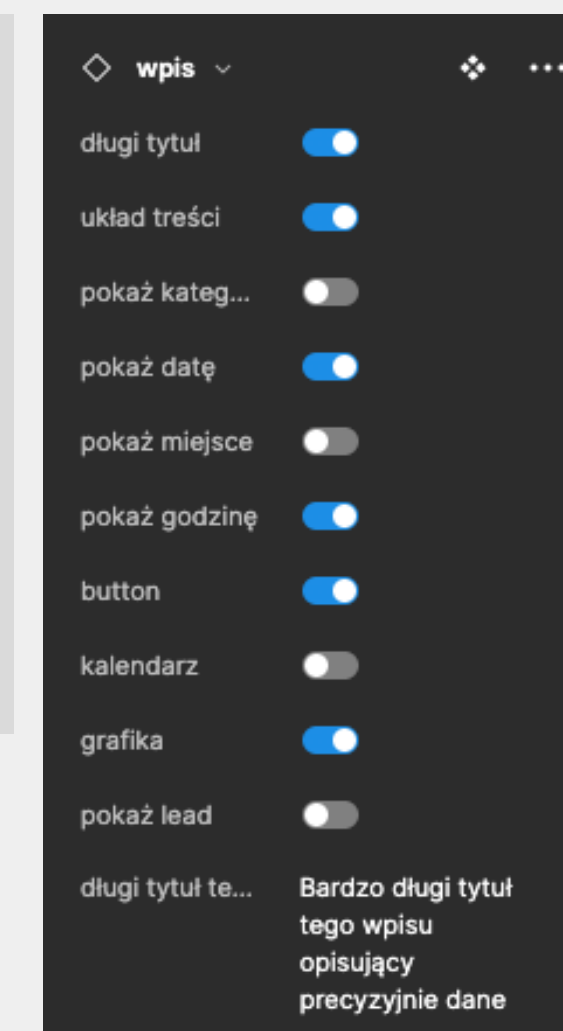 wpis
długi tytuł
układ treści
pokaż kateg...
pokaż datę
pokaż miejsce
pokaż godzinę
button
kalendarz
grafika
pokaż lead
długi tytuł te... Bardzo długi tytuł
tego wpisu
opisujący
precyzyjnie dane